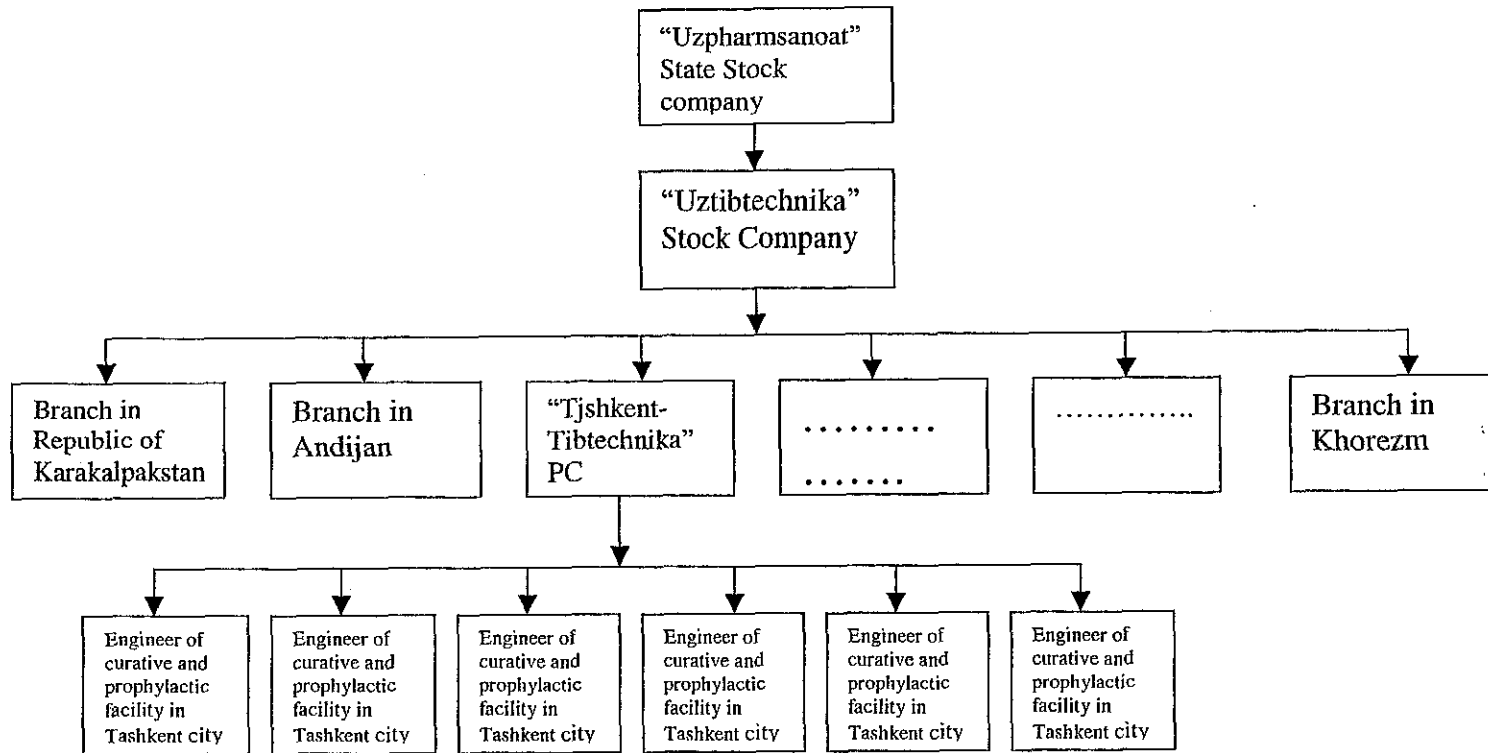 “Uzpharmsanoat”
State Stock
company
“Uztibtechnika”
Stock Company
Branch in
Republic of
Karakalpakstan
Branch in
Andijan
“Tjshkent-
Tibtechnika”
PC
.........
.......
..............
Branch in
Khorezm
Engineer of
curative and
prophylactic
facility in
Tashkent city
Engineer of
curative and
prophylactic
facility in
Tashkent city
Engineer of
curative and
prophylactic
facility in
Tashkent city
Engineer of
curative and
prophylactic
facility in
Tashkent city
Engineer of
curative and
prophylactic
facility in
Tashkent city
Engineer of
curative and
prophylactic
facility in
Tashkent city